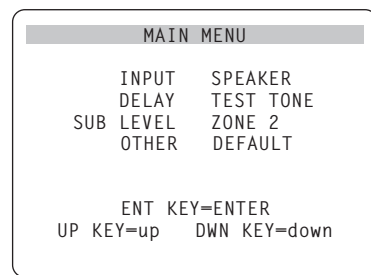 MAIN MENU
INPUT SPEAKER
DELAY TEST TONE
SUB LEVEL ZONE 2
OTHER DEFAULT
ENT KEY=ENTER
UP KEY=up DWN KEY=down